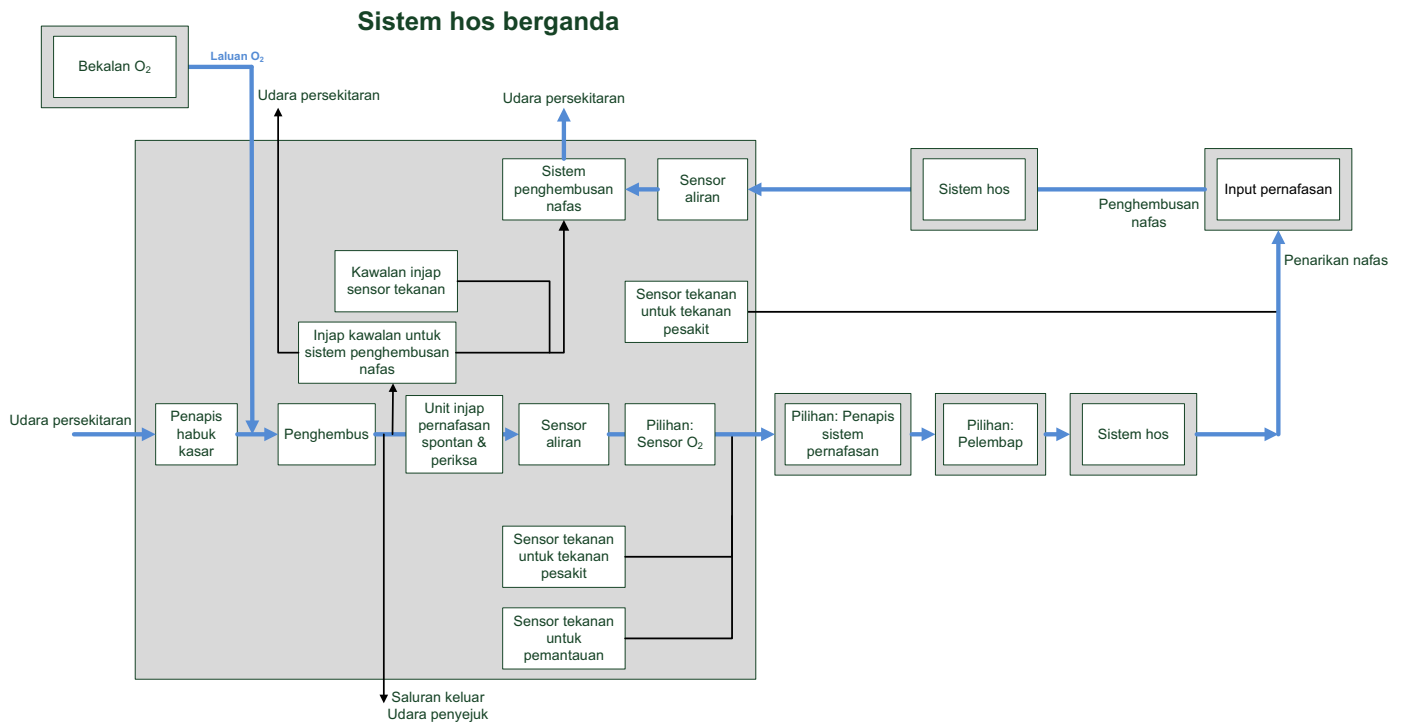 Sistem hos berganda
Bekalan O₂
Laluan O₂
Udara persekitaran
Udara persekitaran
Sistem
penghembusan
nafas
Sensor
aliran
Sistem hos
Input pernafasan
Penghembusan
nafas
Penarikan nafas
Kawalan injap
sensor tekanan
Sensor tekanan
untuk tekanan
pesakit
Injap kawalan untuk
sistem penghembusan
nafas
Udara persekitaran
Penapis
habuk
kasar
Penghembus
Unit injap
pernafasan
spontan &
periksa
Sensor
aliran
Pilihan:
Sensor O₂
Pilihan: Penapis
sistem
pernafasan
Pilihan:
Pelembap
Sistem hos
Sensor tekanan
untuk tekanan
pesakit
Sensor tekanan
untuk
pemantauan
Saluran keluar
Udara penyejuk